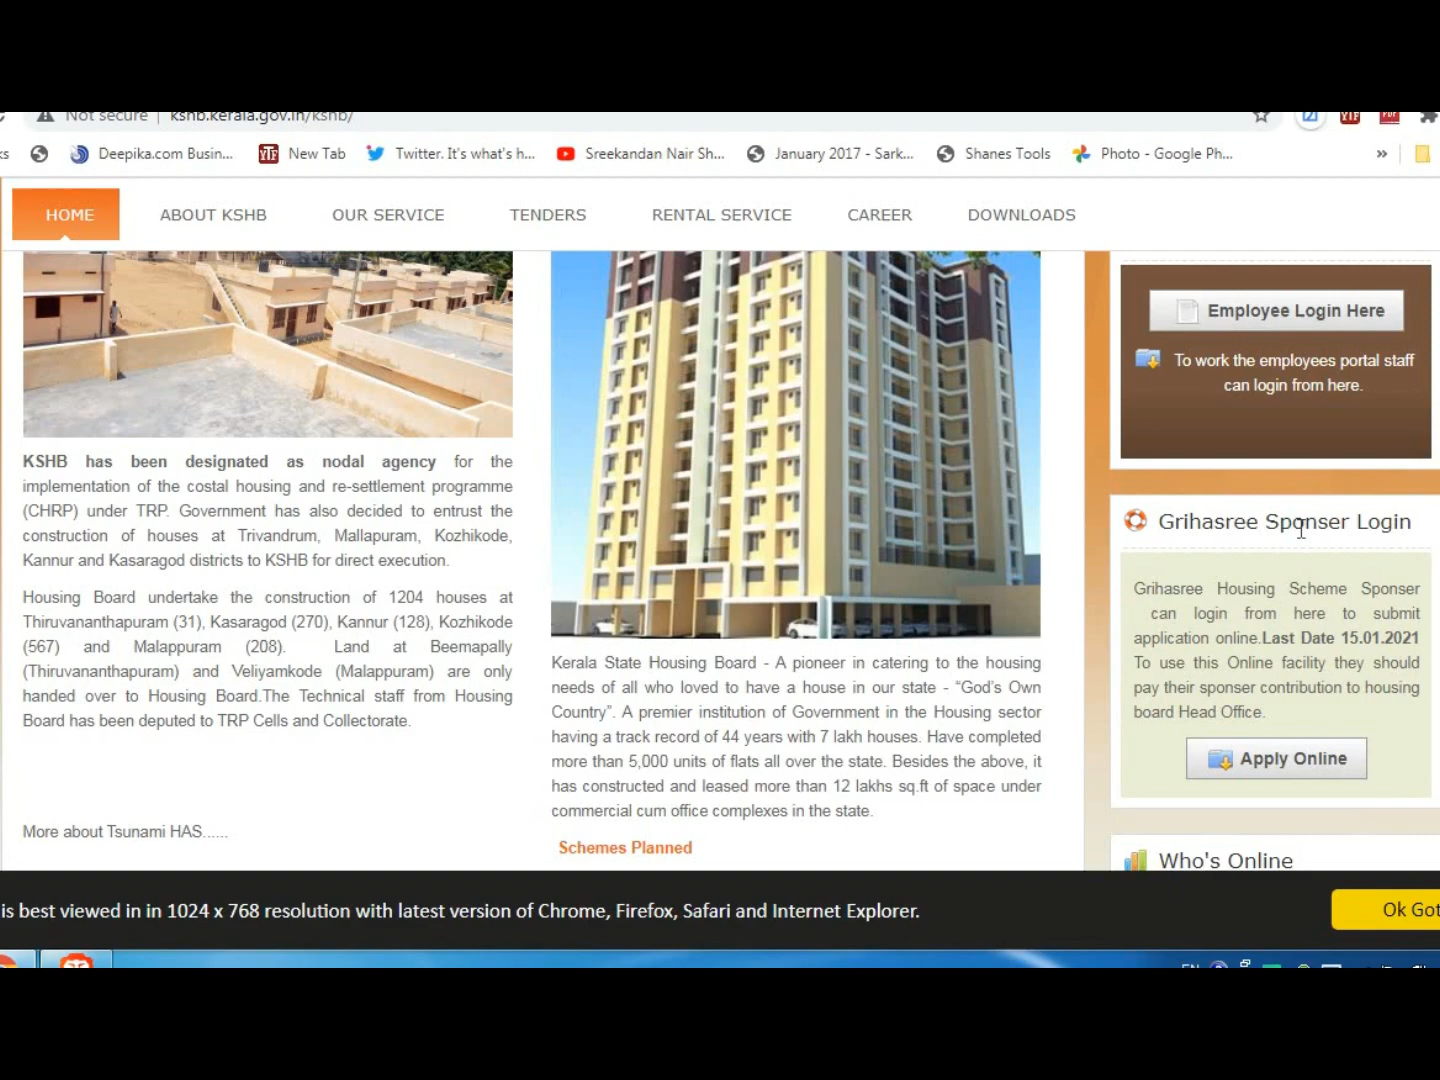 Not secure | kshb.kerala.gov.in/kshb/
Deepika.com Busin... New Tab Twitter. It's what's h... Sreekandan Nair Sh... January 2017 - Sark... Shanes Tools Photo - Google Ph... »
HOME ABOUT KSHB OUR SERVICE TENDERS RENTAL SERVICE CAREER DOWNLOADS
KSHB has been designated as nodal agency for the
implementation of the costal housing and re-settlement programme
(CHRP) under TRP. Government has also decided to entrust the
construction of houses at Trivandrum, Mallapuram, Kozhikode,
Kannur and Kasaragod districts to KSHB for direct execution.
Housing Board undertake the construction of 1204 houses at
Thiruvananthapuram (31), Kasaragod (270), Kannur (128), Kozhikode
(567) and Malappuram (208). Land at Beemapally
(Thiruvananthapuram) and Veliyamkode (Malappuram) are only
handed over to Housing Board.The Technical staff from Housing
Board has been deputed to TRP Cells and Collectorate.
More about Tsunami HAS......
Kerala State Housing Board - A pioneer in catering to the housing
needs of all who loved to have a house in our state - “God’s Own
Country”. A premier institution of Government in the Housing sector
having a track record of 44 years with 7 lakh houses. Have completed
more than 5,000 units of flats all over the state. Besides the above, it
has constructed and leased more than 12 lakhs sq.ft of space under
commercial cum office complexes in the state.
Schemes Planned
Employee Login Here
To work the employees portal staff
can login from here.
Grihasree Sponser Login
Grihasree Housing Scheme Sponser
can login from here to submit
application online.Last Date 15.01.2021
To use this Online facility they should
pay their sponser contribution to housing
board Head Office.
Apply Online
Who's Online
is best viewed in in 1024 x 768 resolution with latest version of Chrome, Firefox, Safari and Internet Explorer.
Ok Got